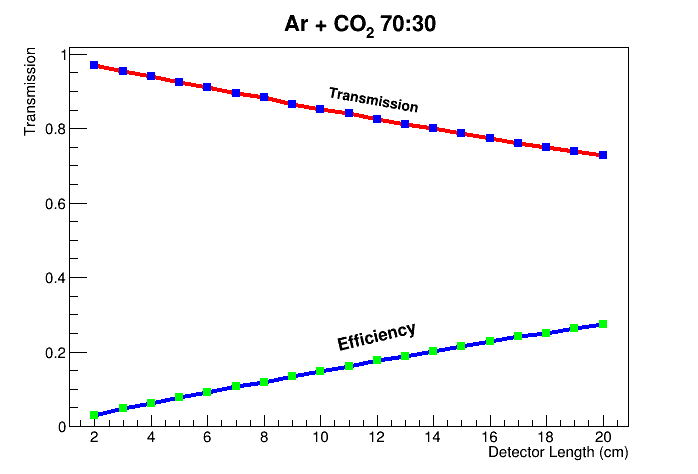 Ar + CO2 70:30
Transmission
1
0.8
0.6
0.4
0.2
0
Transmission
Efficiency
2 4 6 8 10 12 14 16 18 20
Detector Length (cm)